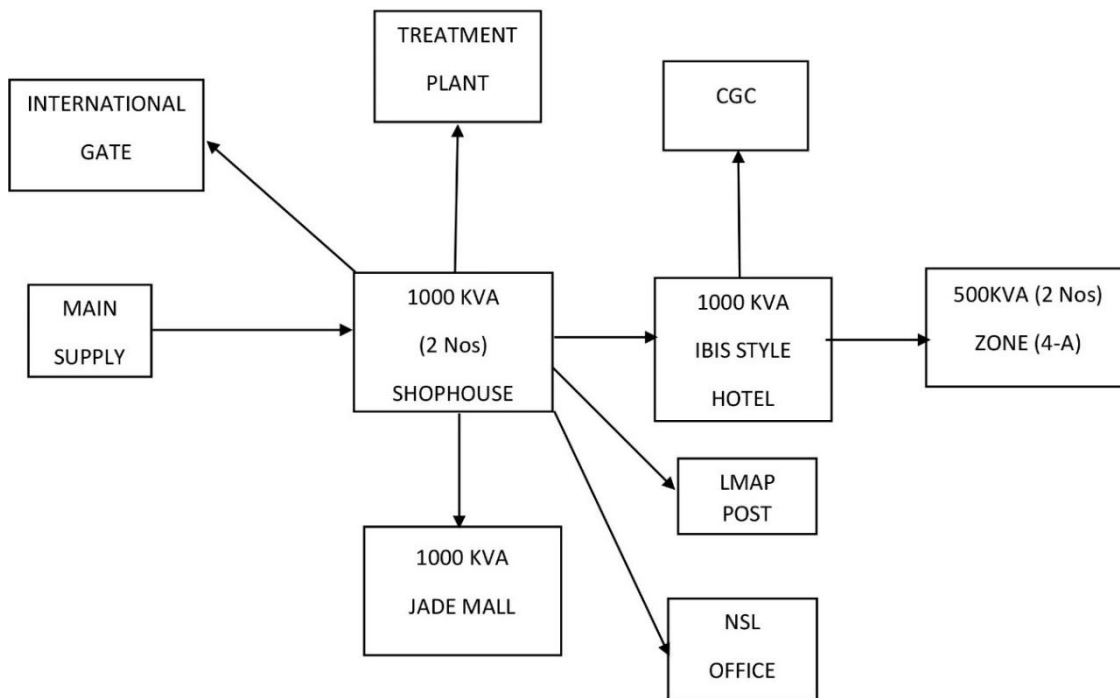 TREATMENT
PLANT
INTERNATIONAL
GATE
CGC
MAIN
SUPPLY
1000 KVA
(2 Nos)
SHOPHOUSE
1000 KVA
IBIS STYLE
HOTEL
500KVA (2 Nos)
ZONE (4-A)
LMAP
POST
1000 KVA
JADE MALL
NSL
OFFICE